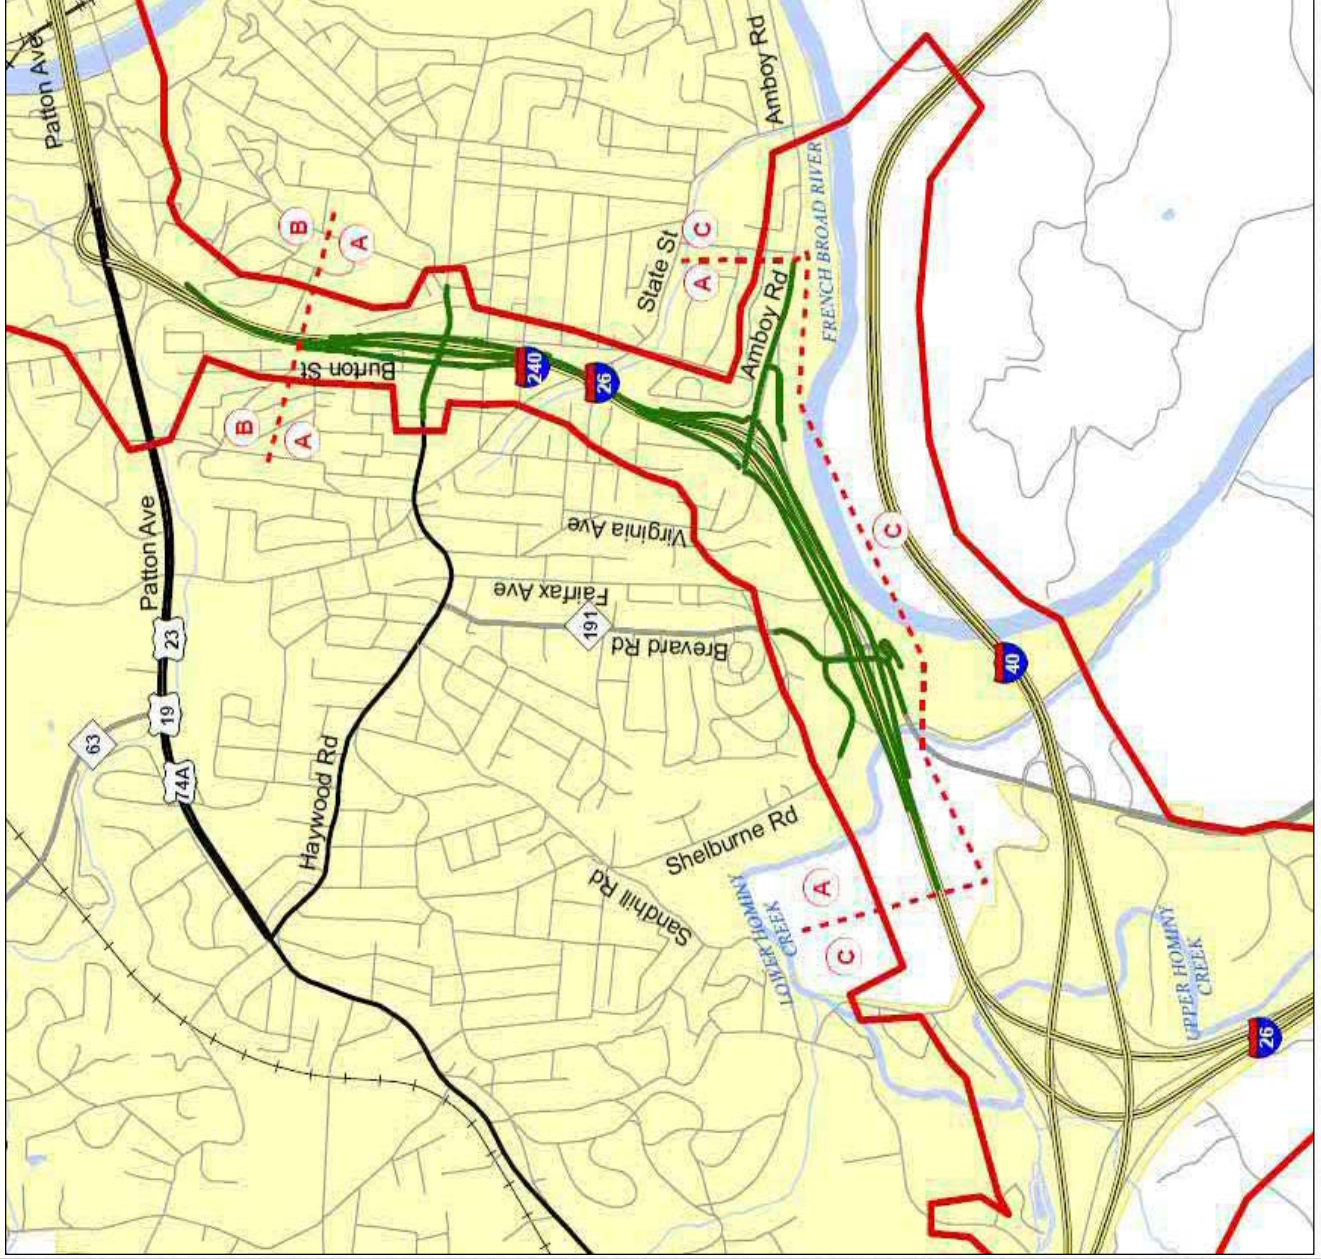 Patton Ave
Amboy Rd
FRENCH BROAD RIVER
B
A
State St
C
A
Amboy Rd
Burton St
240
26
B
A
Patton Ave
Virginia Ave
C
Fairfax Ave
191
Brevard Rd
23
19
63
74A
40
Haywood Rd
Shelburne Rd
Sandhill Rd
A
C
LOWER HOMINY
CREEK
UPPER HOMINY
CREEK
26